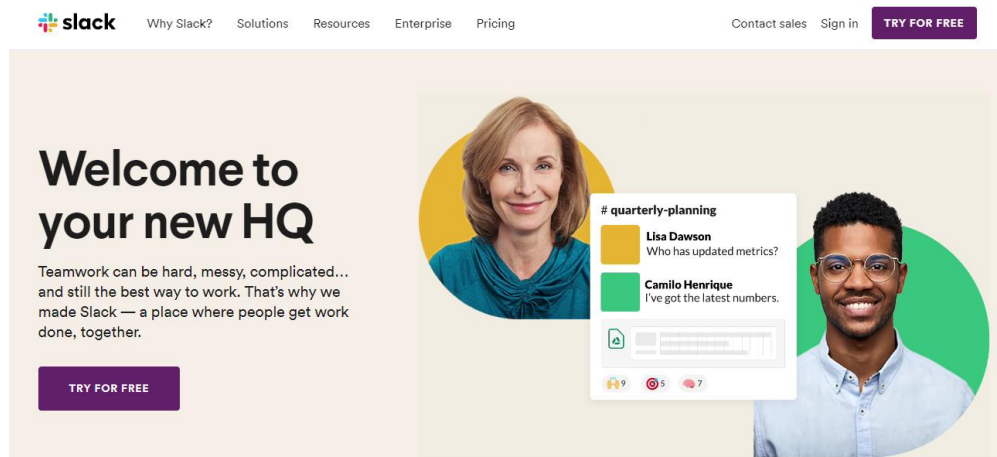 slack
Why Slack?
Solutions
Resources
Enterprise
Pricing
Contact sales
Sign in
TRY FOR FREE
Welcome to
your new HQ
Teamwork can be hard, messy, complicated…
and still the best way to work. That's why we
made Slack — a place where people get work
done, together.
TRY FOR FREE
# quarterly-planning
Lisa Dawson
Who has updated metrics?
Camilo Henrique
I've got the latest numbers.
9
5
7